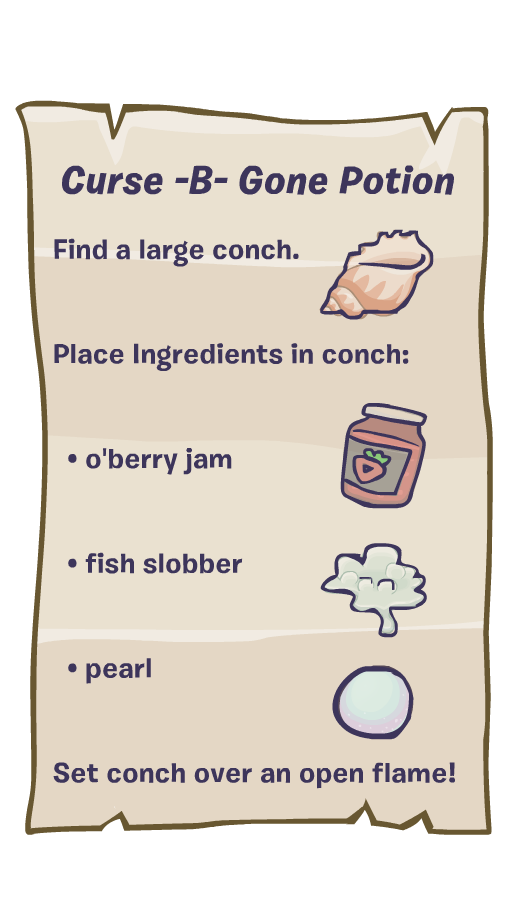 Curse -B- Gone Potion
Find a large conch.
Place Ingredients in conch:
• o'berry jam
• fish slobber
• pearl
Set conch over an open flame!